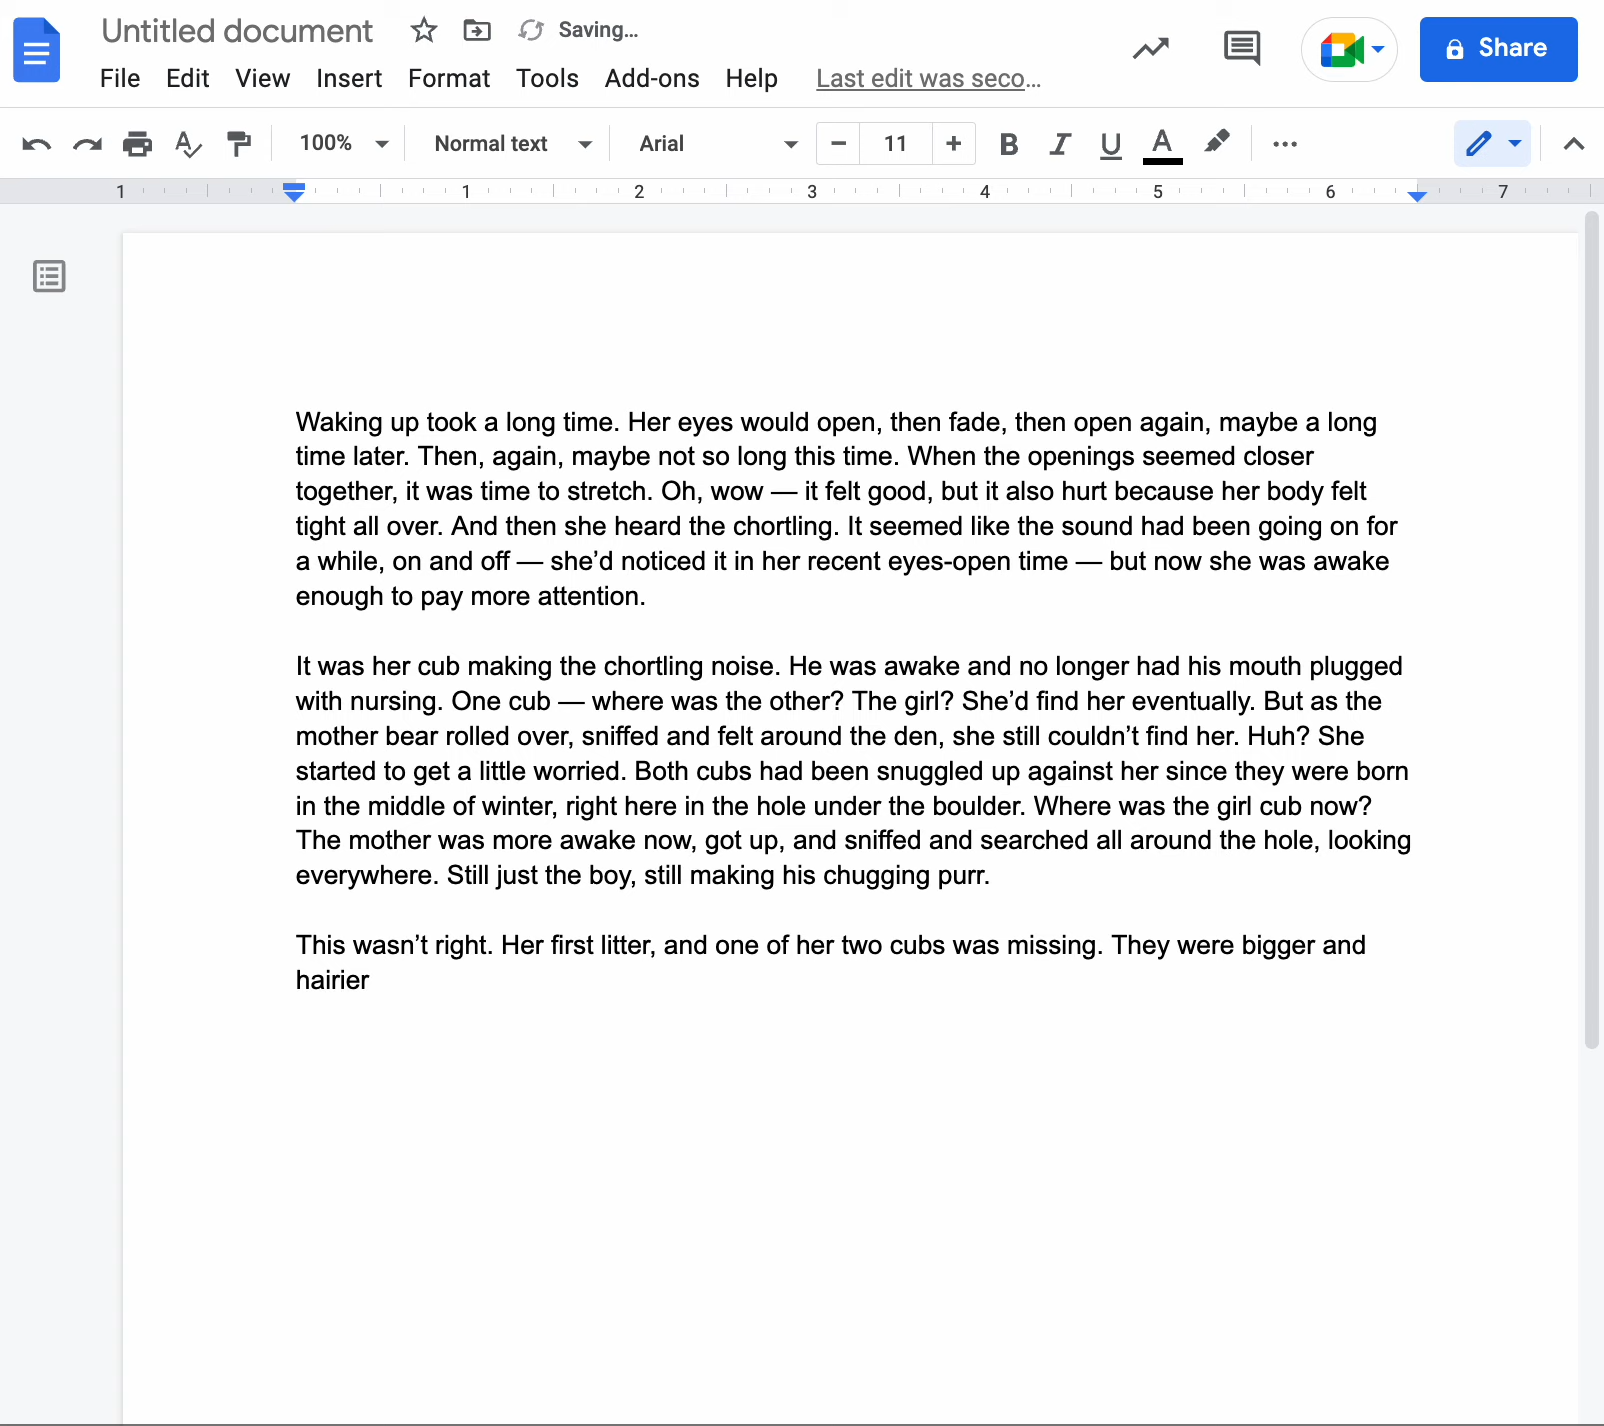 Untitled document Saving...
File Edit View Insert Format Tools Add-ons Help Last edit was seco...
100% Normal text Arial − 11 + B I U A
1 1 2 3 4 5 6 7
Share
Waking up took a long time. Her eyes would open, then fade, then open again, maybe a long
time later. Then, again, maybe not so long this time. When the openings seemed closer
together, it was time to stretch. Oh, wow — it felt good, but it also hurt because her body felt
tight all over. And then she heard the chortling. It seemed like the sound had been going on for
a while, on and off — she’d noticed it in her recent eyes-open time — but now she was awake
enough to pay more attention.
It was her cub making the chortling noise. He was awake and no longer had his mouth plugged
with nursing. One cub — where was the other? The girl? She’d find her eventually. But as the
mother bear rolled over, sniffed and felt around the den, she still couldn’t find her. Huh? She
started to get a little worried. Both cubs had been snuggled up against her since they were born
in the middle of winter, right here in the hole under the boulder. Where was the girl cub now?
The mother was more awake now, got up, and sniffed and searched all around the hole, looking
everywhere. Still just the boy, still making his chugging purr.
This wasn’t right. Her first litter, and one of her two cubs was missing. They were bigger and
hairier